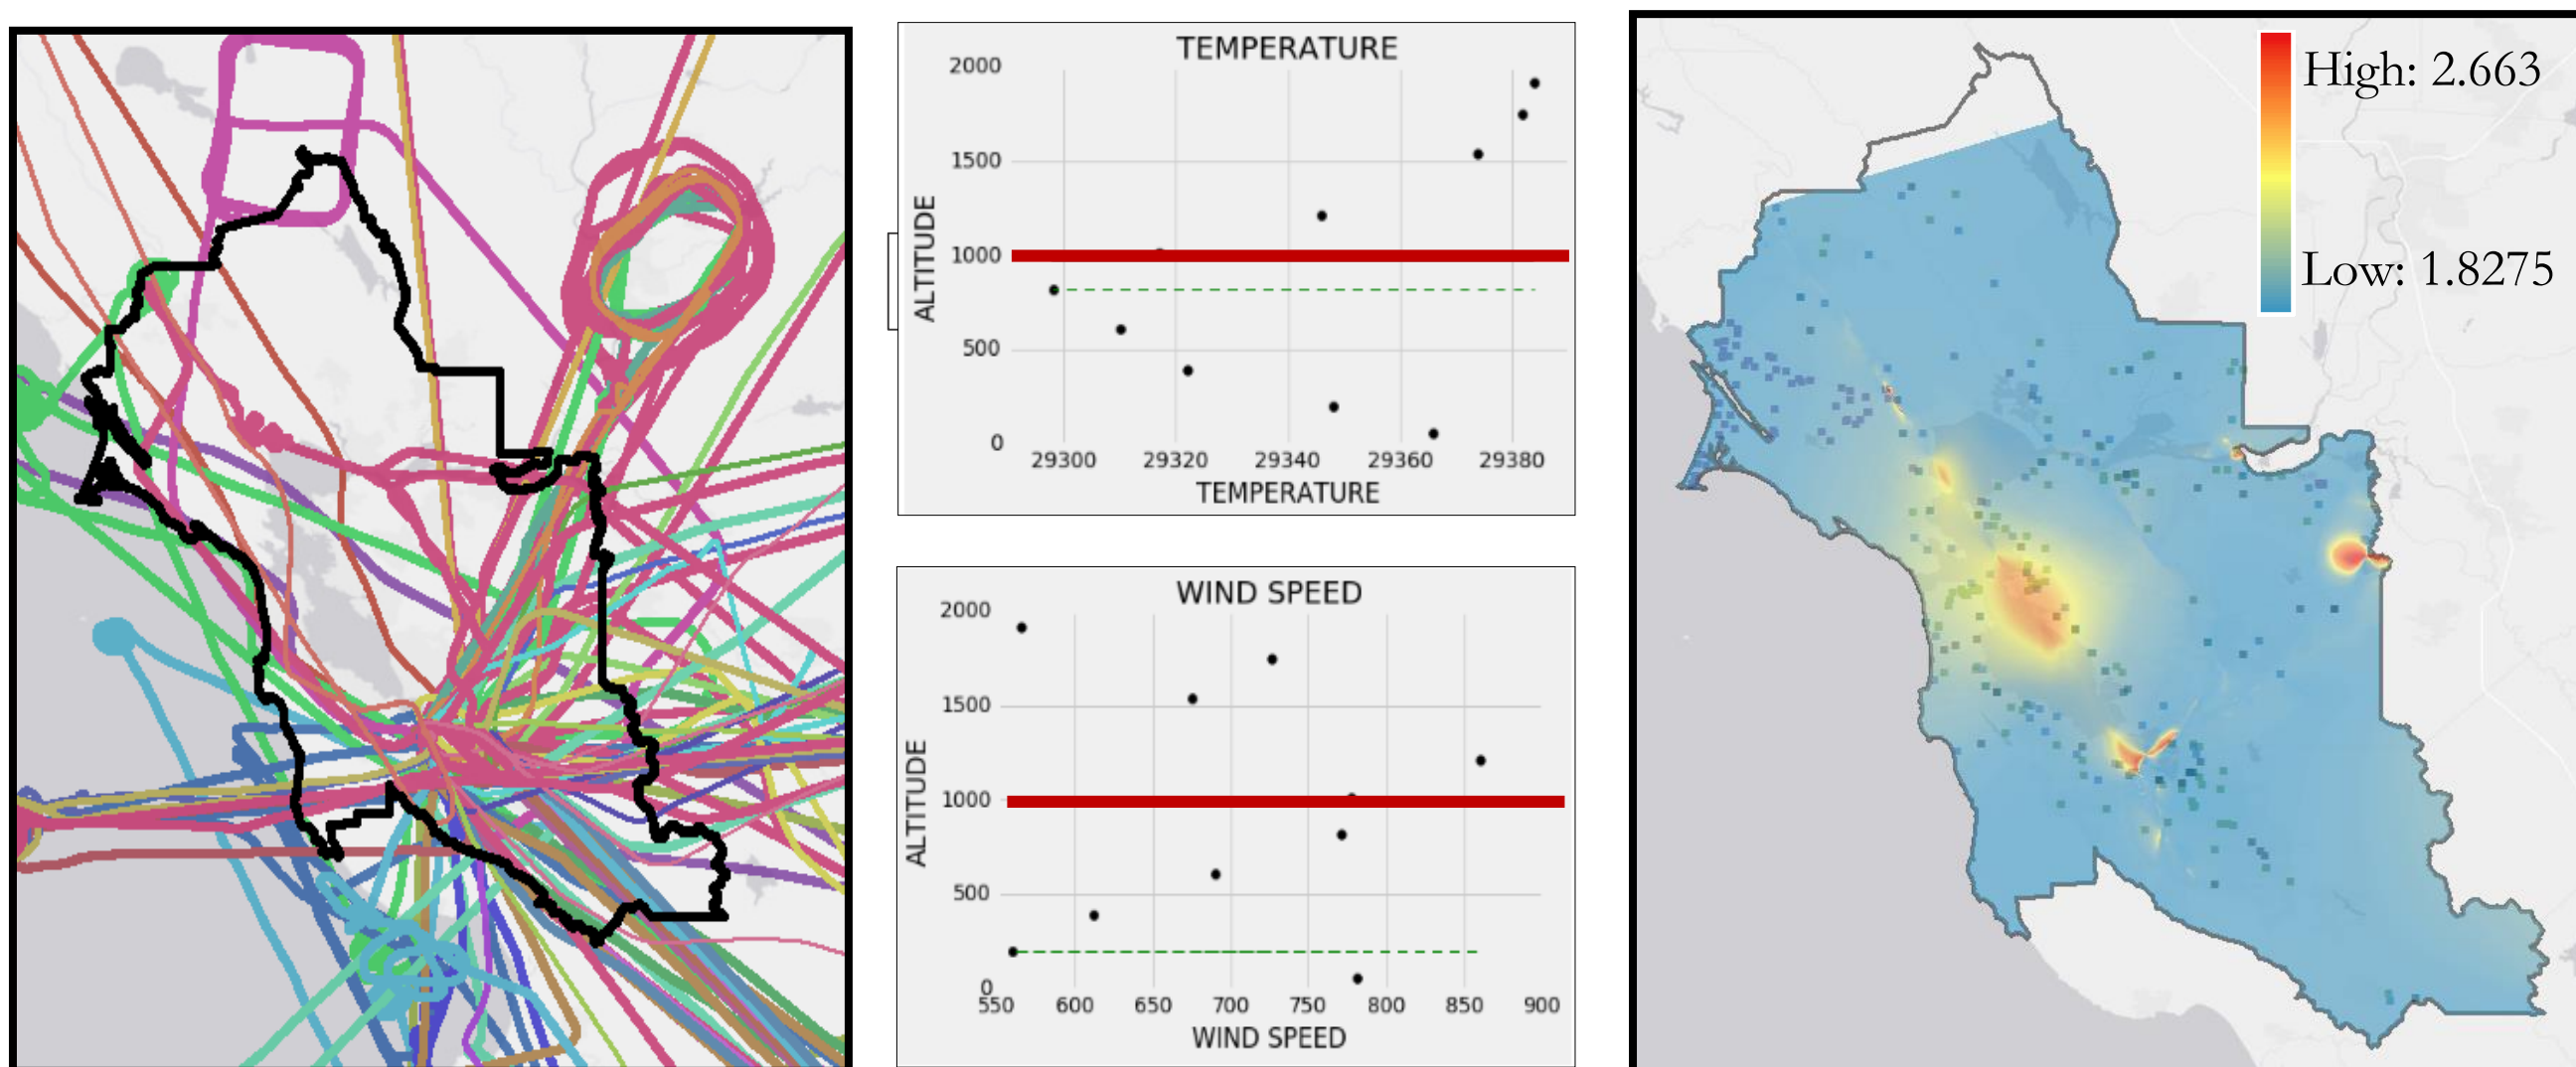 TEMPERATURE
2000
1500
1000
500
0
ALTITUDE
29300 29320 29340 29360 29380
TEMPERATURE
WIND SPEED
2000
1500
1000
500
0
ALTITUDE
550 600 650 700 750 800 850 900
WIND SPEED
High: 2.663
Low: 1.8275